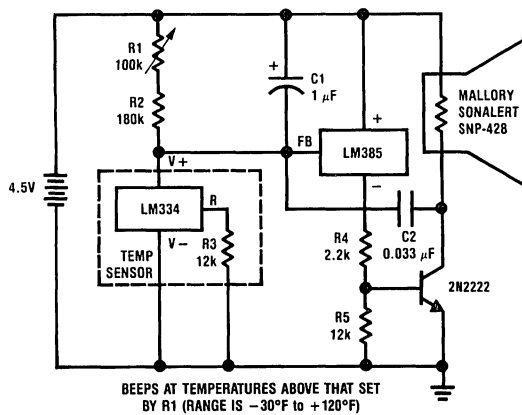 R1
100k
R2
180k
+
C1
1 µF
MALLORY
SONALERT
SNP-428
FB
+
LM385
−
4.5V
V+
LM334
R
V−
TEMP
SENSOR
R3
12k
R4
2.2k
C2
0.033 µF
2N2222
R5
12k
BEEPS AT TEMPERATURES ABOVE THAT SET
BY R1 (RANGE IS −30°F to +120°F)